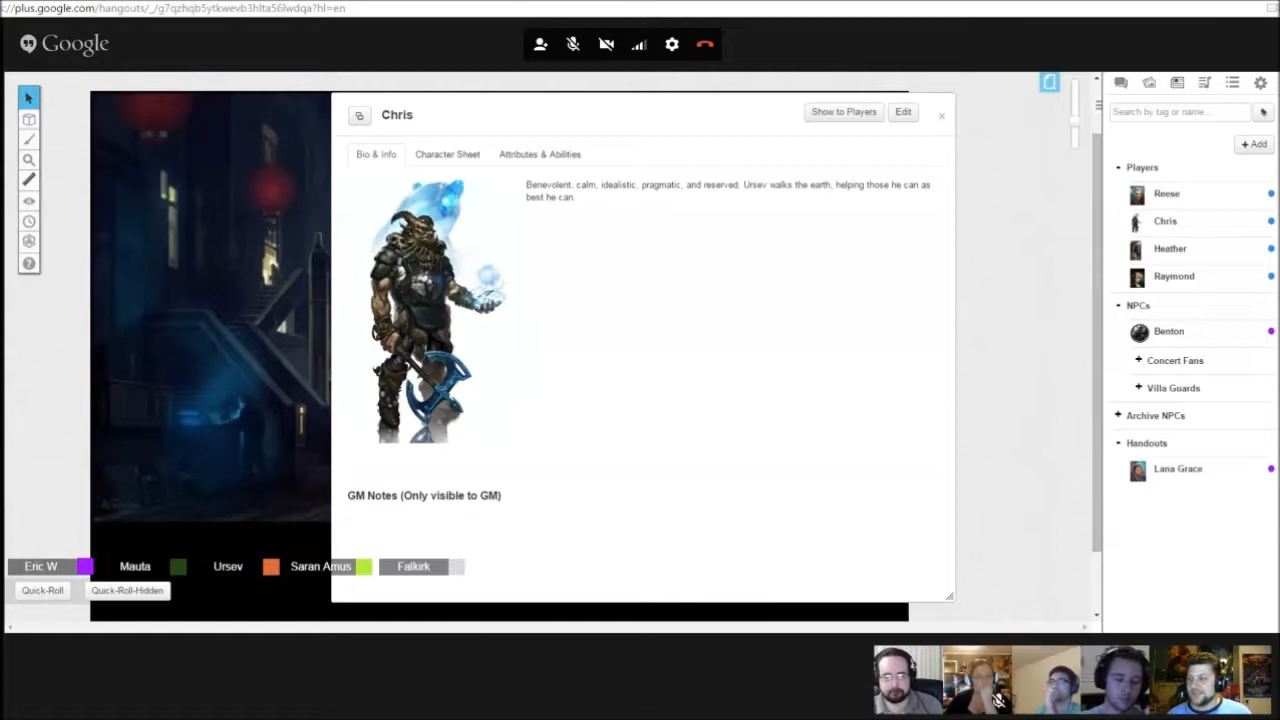 ://plus.google.com/hangouts/_/g7qzhqb5ytkwevb3hlta56lwdqa?hl=en
Google
Chris
Show to Players
Edit
×
Bio & Info
Character Sheet
Attributes & Abilities
Benevolent, calm, idealistic, pragmatic, and reserved, Ursev walks the earth, helping those he can as
best he can.
GM Notes (Only visible to GM)
Search by tag or name...
+ Add
Players
Reese
Chris
Heather
Raymond
NPCs
Benton
+ Concert Fans
+ Villa Guards
+ Archive NPCs
Handouts
Lana Grace
Eric W.
Mauta
Ursev
Saran Amus
Falkirk
Quick-Roll
Quick-Roll-Hidden